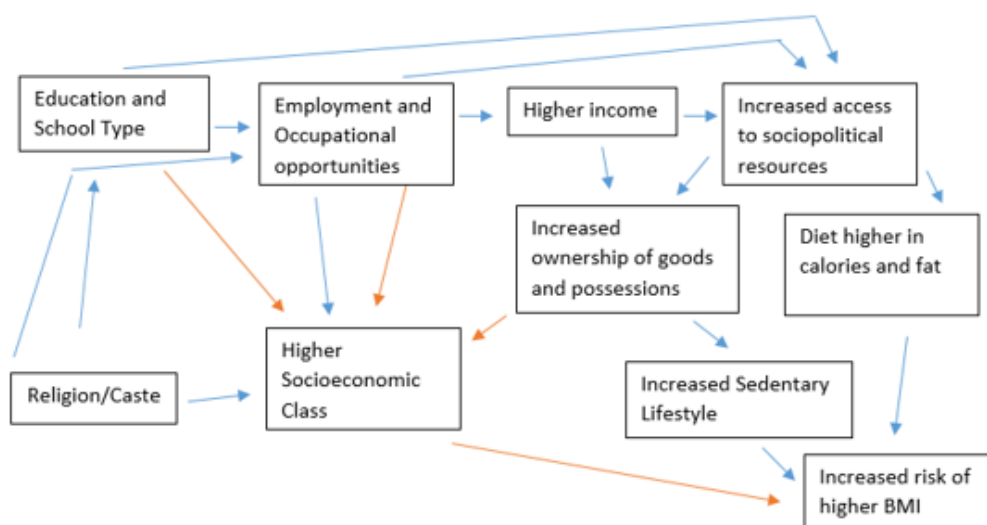 Education and
School Type
Employment and
Occupational
opportunities
Higher income
Increased access
to sociopolitical
resources
Increased
ownership of goods
and possessions
Diet higher in
calories and fat
Religion/Caste
Higher
Socioeconomic
Class
Increased Sedentary
Lifestyle
Increased risk of
higher BMI